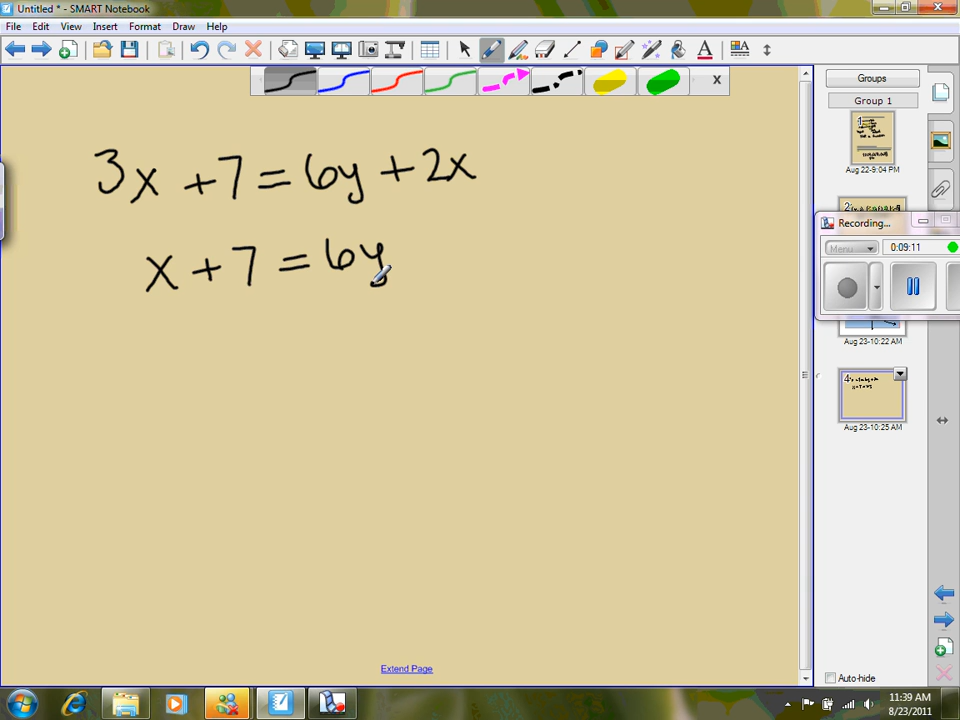 Untitled * - SMART Notebook
File Edit View Insert Format Draw Help
Groups
Group 1
Aug 22-9:04 PM
Recording...
Menu
0:09:11
Aug 23-10:22 AM
Aug 23-10:25 AM
3x + 7 = 6y + 2x
x + 7 = 6y
Extend Page
Auto-hide
11:39 AM
8/23/2011